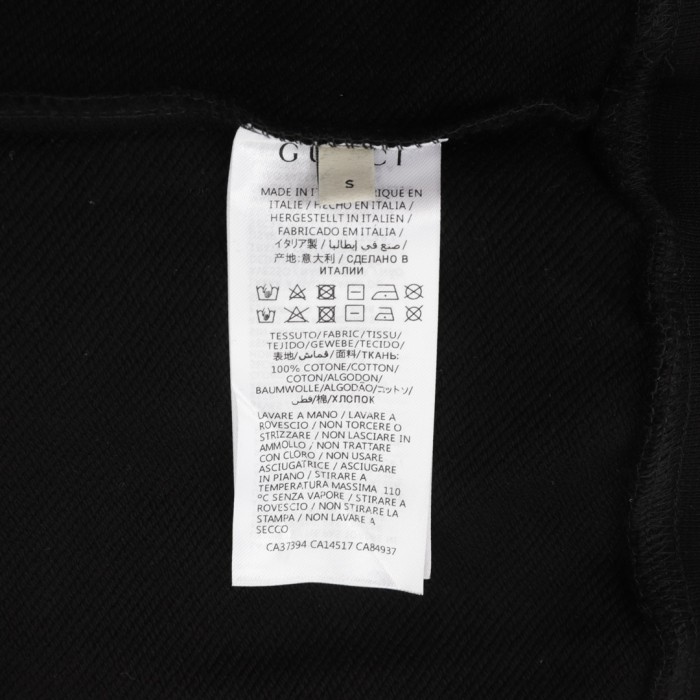 GUCCI
S
MADE IN I RIQUÉ EN
ITALIE / HECHO EN ITALIA /
HERGESTELLT IN ITALIEN /
FABRICADO EM ITALIA /
イタリア製 / صنع في إيطاليا /
产地:意大利 / СДЕЛАНО В
ИТАЛИИ
TESSUTO/FABRIC/TISSU/
TEJIDO/GEWEBE/TECIDO/
表地/قماش/面料/ТКАНЬ:
100% COTONE/COTTON/
COTON/ALGODON/
BAUMWOLLE/ALGODÃO/ニットソ/
قطن/棉/ХЛОПОК
LAVARE A MANO / LAVARE A
ROVESCIO / NON TORCERE O
STRIZZARE / NON LASCIARE IN
AMMOLLO / NON TRATTARE
CON CLORO / NON USARE
ASCIUGATRICE / ASCIUGARE
IN PIANO / STIRARE A
TEMPERATURA MASSIMA 110
ºC SENZA VAPORE / STIRARE A
ROVESCIO / NON STIRARE LA
STAMPA / NON LAVARE A
SECCO
CA37394 CA14517 CA84937